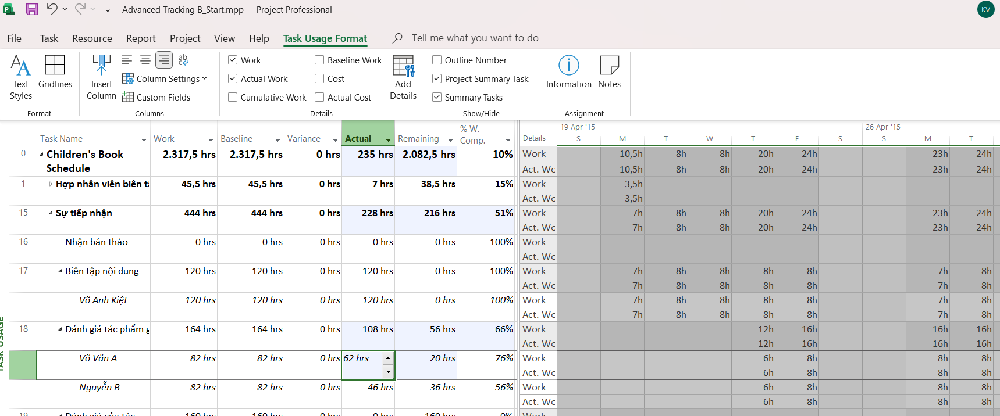 Advanced Tracking B_Start.mpp - Project Professional
KV
File Task Resource Report Project View Help Task Usage Format Tell me what you want to do
Text Styles
Gridlines
Format
Insert Column
ab
Column Settings
Custom Fields
Columns
Work
Actual Work
Cumulative Work
Baseline Work
Cost
Actual Cost
Add Details
Details
Outline Number
Project Summary Task
Summary Tasks
Show/Hide
Information
Notes
Assignment
Task Name Work Baseline Variance Actual Remaining % W. Comp. Details
19 Apr '15 26 Apr '15
S M T W T F S S M T
0 Children's Book Schedule 2.317,5 hrs 2.317,5 hrs 0 hrs 235 hrs 2.082,5 hrs 10% Work 10,5h 8h 8h 20h 24h 23h 24h
Act. Wc 10,5h 8h 8h 20h 24h 23h 24h
1 Hợp nhân viên biên tậ 45,5 hrs 45,5 hrs 0 hrs 7 hrs 38,5 hrs 15% Work 3,5h
Act. Wc 3,5h
15 Sự tiếp nhận 444 hrs 444 hrs 0 hrs 228 hrs 216 hrs 51% Work 7h 8h 8h 20h 24h 23h 24h
Act. Wc 7h 8h 8h 20h 24h 23h 24h
16 Nhận bản thảo 0 hrs 0 hrs 0 hrs 0 hrs 0 hrs 100% Work
Act. Wc
17 Biên tập nội dung 120 hrs 120 hrs 0 hrs 120 hrs 0 hrs 100% Work 7h 8h 8h 8h 8h 7h 8h
Act. Wc 7h 8h 8h 8h 8h 7h 8h
Võ Anh Kiệt 120 hrs 120 hrs 0 hrs 120 hrs 0 hrs 100% Work 7h 8h 8h 8h 8h 7h 8h
Act. Wc 7h 8h 8h 8h 8h 7h 8h
18 Đánh giá tác phẩm g 164 hrs 164 hrs 0 hrs 108 hrs 56 hrs 66% Work 12h 16h 16h 16h
Act. Wc 12h 16h 16h 16h
Võ Văn A 82 hrs 82 hrs 0 hrs 62 hrs 20 hrs 76% Work 6h 8h 8h 8h
Act. Wc 6h 8h 8h 8h
Nguyễn B 82 hrs 82 hrs 0 hrs 46 hrs 36 hrs 56% Work 6h 8h 8h 8h
Act. Wc 6h 8h 8h 8h
19 Đánh giá của tác 160 hrs 160 hrs 0 hrs 0 hrs 160 hrs 0% Work
TASK USAGE